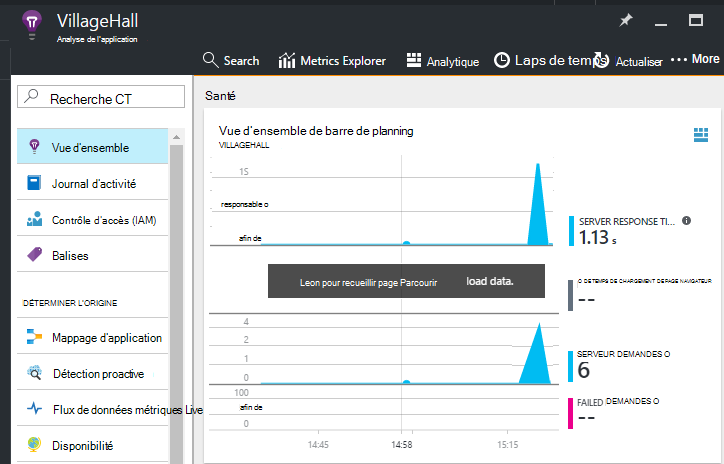 VillageHall
Analyse de l'application
Search
Metrics Explorer
Analytique
Laps de temps
Actualiser
More
Recherche CT
Vue d'ensemble
Journal d'activité
Contrôle d'accès (IAM)
Balises
DÉTERMINER L'ORIGINE
Mappage d'application
Détection proactive
Flux de données métriques Live
Disponibilité
Santé
Vue d'ensemble de barre de planning
VILLAGEHALL
1S
responsable o
afin de
SERVER RESPONSE TI...
1.13 s
Leon pour recueillir page Parcourir load data.
O DE TEMPS DE CHARGEMENT DE PAGE NAVIGATEUR
--
4
2
1
0
SERVEUR DEMANDES O
6
100
afin de
0
FAILED DEMANDES O
--
14:45 14:58 15:15